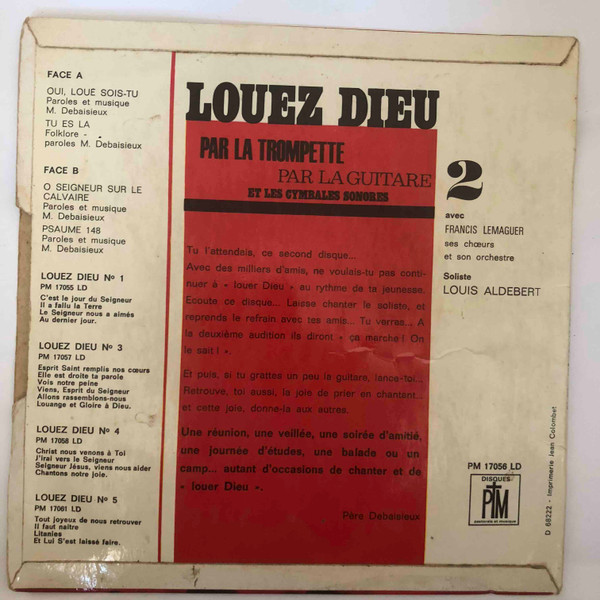 FACE A
OUI, LOUÉ SOIS-TU
Paroles et musique
M. Debaisieux
TU ES LA
Folklore -
paroles M. Debaisieux
FACE B
O SEIGNEUR SUR LE
CALVAIRE
Paroles et musique
M. Debaisieux
PSAUME 148
Paroles et musique
M. Debaisieux
LOUEZ DIEU Nº 1
PM 17055 LD
C'est le jour du Seigneur
Il a fallu la Terre
Le Seigneur nous a aimés
Au dernier jour.
LOUEZ DIEU Nº 3
PM 17057 LD
Esprit Saint remplis nos cœurs
Elle est droite ta parole
Vois notre peine
Viens, Esprit du Seigneur
Allons rassemblons-nous
Louange et Gloire à Dieu.
LOUEZ DIEU Nº 4
PM 17058 LD
Christ nous venons à Toi
J'irai vers le Seigneur
Seigneur Jésus, viens nous aider
Chantons notre joie.
LOUEZ DIEU Nº 5
PM 17061 LD
Tout joyeux de nous retrouver
Il faut naître
Litanies
Et Lui S'est laissé faire.
LOUEZ DIEU
PAR LA TROMPETTE
PAR LA GUITARE
ET LES CYMBALES SONORES
Tu l'attendais, ce second disque...
Avec des milliers d'amis, ne voulais-tu pas conti-
nuer à « louer Dieu » au rythme de ta jeunesse.
Ecoute ce disque... Laisse chanter le soliste, et
reprends le refrain avec tes amis... Tu verras... A
la deuxième audition ils diront « ça marche ! On
le sait ! ».
Et puis, si tu grattes un peu la guitare, lance-toi...
Retrouve, toi aussi, la joie de prier en chantant...
et cette joie, donne-la aux autres.
Une réunion, une veillée, une soirée d'amitié,
une journée d'études, une balade ou un
camp... autant d'occasions de chanter et de
« louer Dieu ».
Père Debaisieux
2
avec
FRANCIS LEMAGUER
ses chœurs
et son orchestre
Soliste
LOUIS ALDEBERT
PM 17056 LD
DISQUES
PM
pastorale et musique
D 68222 - Imprimerie Jean Colombet